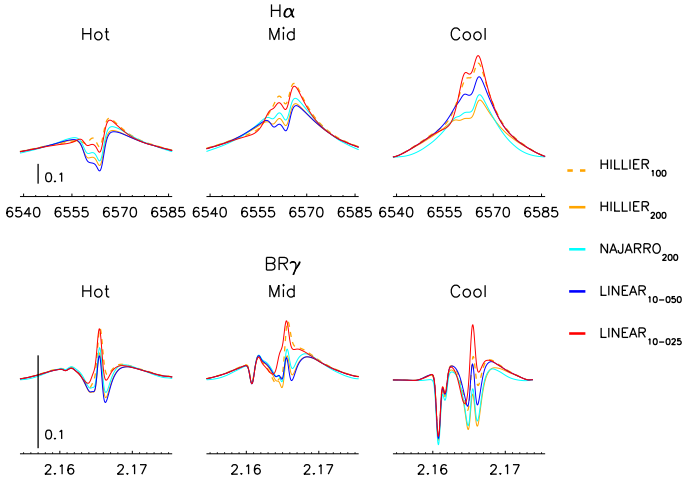 Hα
Hot Mid Cool
0.1
6540 6555 6570 6585 6540 6555 6570 6585 6540 6555 6570 6585
HILLIER100
HILLIER200
NAJARRO200
LINEAR10-050
LINEAR10-025
BRγ
Hot Mid Cool
0.1
2.16 2.17 2.16 2.17 2.16 2.17